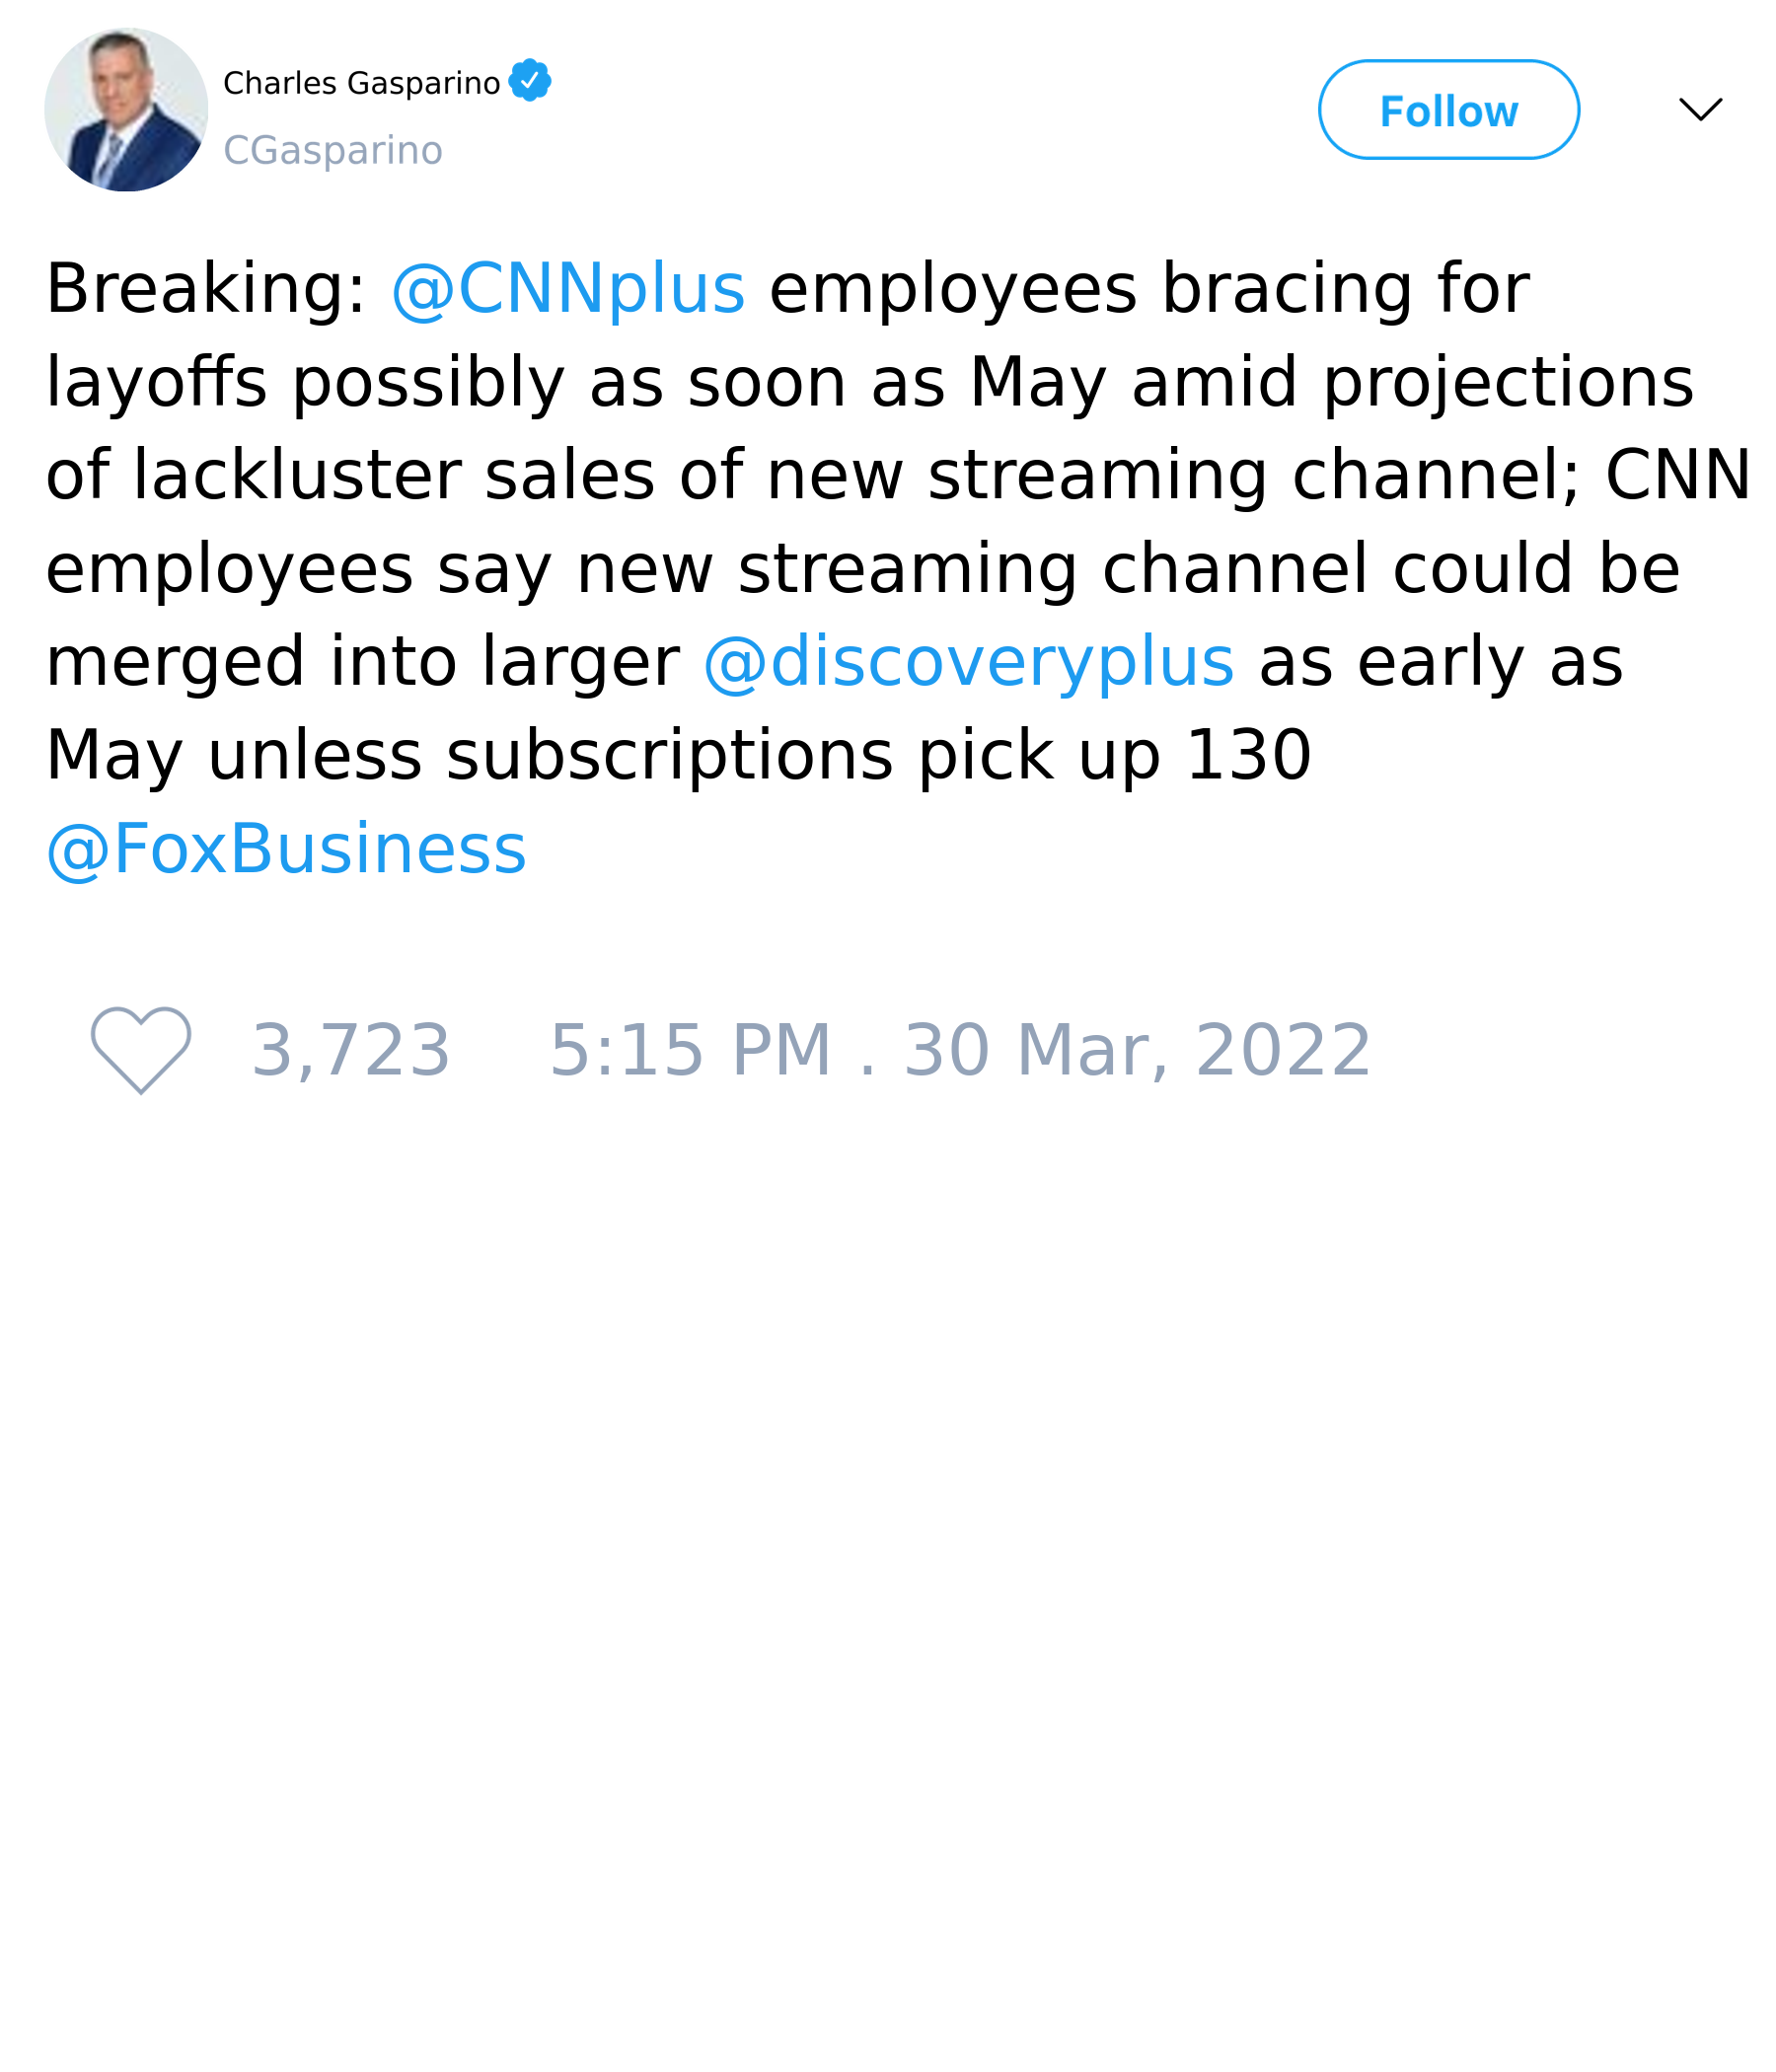 Charles Gasparino
CGasparino
Follow
Breaking: @CNNplus employees bracing for
layoffs possibly as soon as May amid projections
of lackluster sales of new streaming channel; CNN
employees say new streaming channel could be
merged into larger @discoveryplus as early as
May unless subscriptions pick up 130
@FoxBusiness
3,723 5:15 PM . 30 Mar, 2022